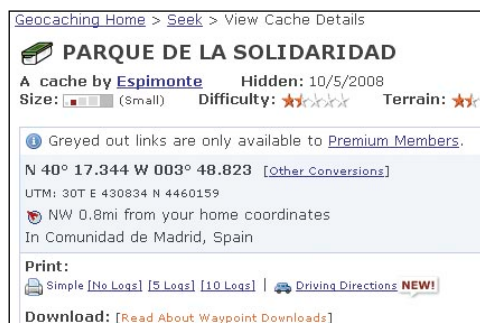 Geocaching Home > Seek > View Cache Details
PARQUE DE LA SOLIDARIDAD
A cache by Espimonte Hidden: 10/5/2008
Size: (Small) Difficulty: Terrain:
Greyed out links are only available to Premium Members.
N 40° 17.344 W 003° 48.823 [Other Conversions]
UTM: 30T E 430834 N 4460159
NW 0.8mi from your home coordinates
In Comunidad de Madrid, Spain
Print:
Simple [No Logs] [5 Logs] [10 Logs] | Driving Directions NEW!
Download: [Read About Waypoint Downloads]